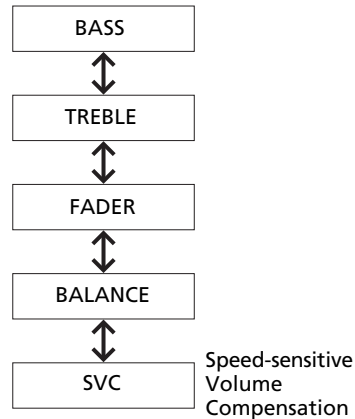 BASS
TREBLE
FADER
BALANCE
SVC
Speed-sensitive
Volume
Compensation